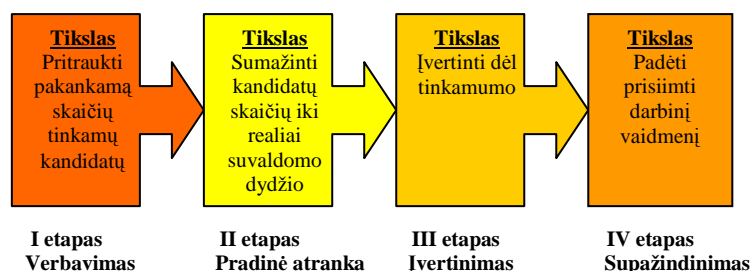 Tikslas
Pritraukti
pakankamą
skaičių
tinkamų
kandidatų
Tikslas
Sumažinti
kandidatų
skaičių iki
realiai
suvaldomo
dydžio
Tikslas
Įvertinti dėl
tinkamumo
Tikslas
Padėti
prisiimti
darbinį
vaidmenį
I etapas
Verbavimas
II etapas
Pradinė atranka
III etapas
Įvertinimas
IV etapas
Supažindinimas